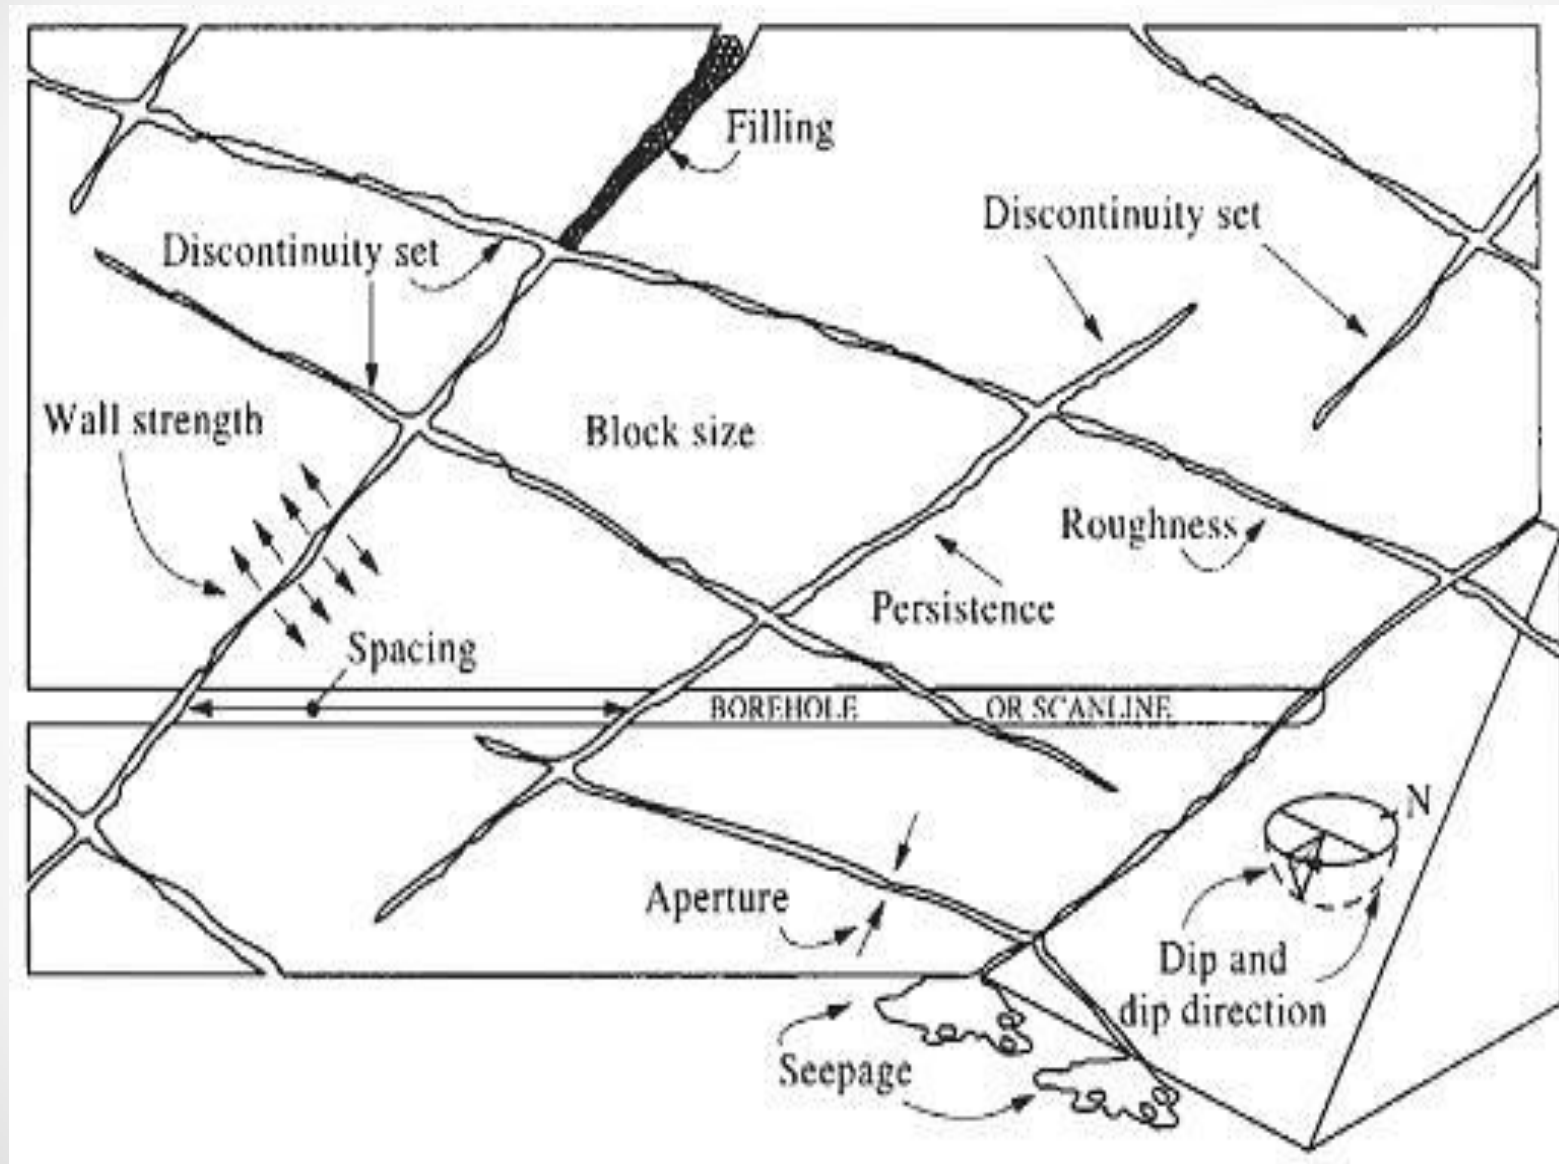 Filling
Discontinuity set
Discontinuity set
Wall strength
Block size
Roughness
Persistence
Spacing
BOREHOLE OR SCANLINE
N
Aperture
Dip and
dip direction
Seepage